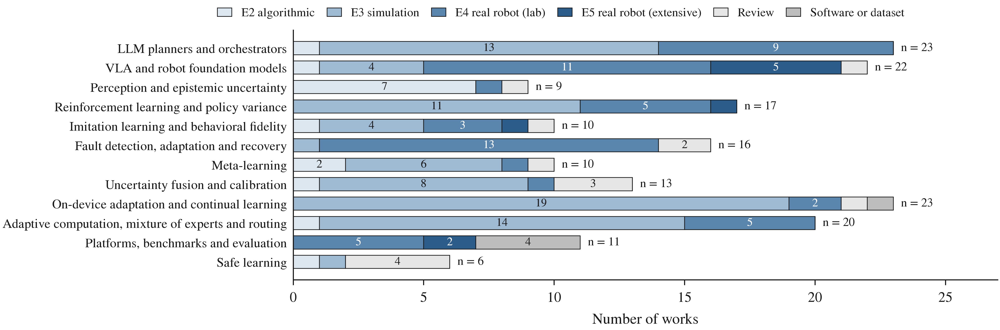 E2 algorithmic E3 simulation E4 real robot (lab) E5 real robot (extensive) Review Software or dataset
LLM planners and orchestrators 13 9 n = 23
VLA and robot foundation models 4 11 5 n = 22
Perception and epistemic uncertainty 7 n = 9
Reinforcement learning and policy variance 11 5 n = 17
Imitation learning and behavioral fidelity 4 3 n = 10
Fault detection, adaptation and recovery 13 2 n = 16
Meta-learning 2 6 n = 10
Uncertainty fusion and calibration 8 3 n = 13
On-device adaptation and continual learning 19 2 n = 23
Adaptive computation, mixture of experts and routing 14 5 n = 20
Platforms, benchmarks and evaluation 5 2 4 n = 11
Safe learning 4 n = 6
0 5 10 15 20 25
Number of works